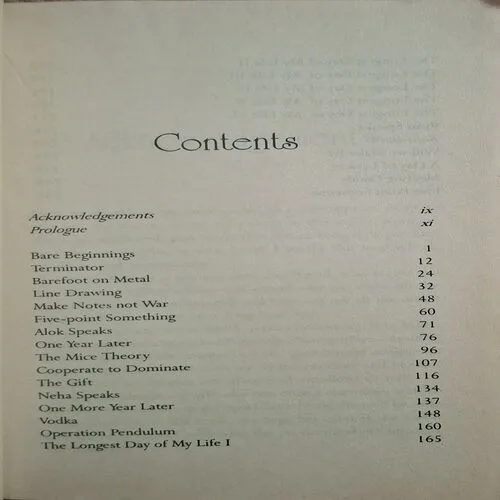 Contents
Acknowledgements ix
Prologue xi
Bare Beginnings 1
Terminator 12
Barefoot on Metal 24
Line Drawing 32
Make Notes not War 48
Five-point Something 60
Alok Speaks 71
One Year Later 76
The Mice Theory 96
Cooperate to Dominate 107
The Gift 116
Neha Speaks 134
One More Year Later 137
Vodka 148
Operation Pendulum 160
The Longest Day of My Life I 165